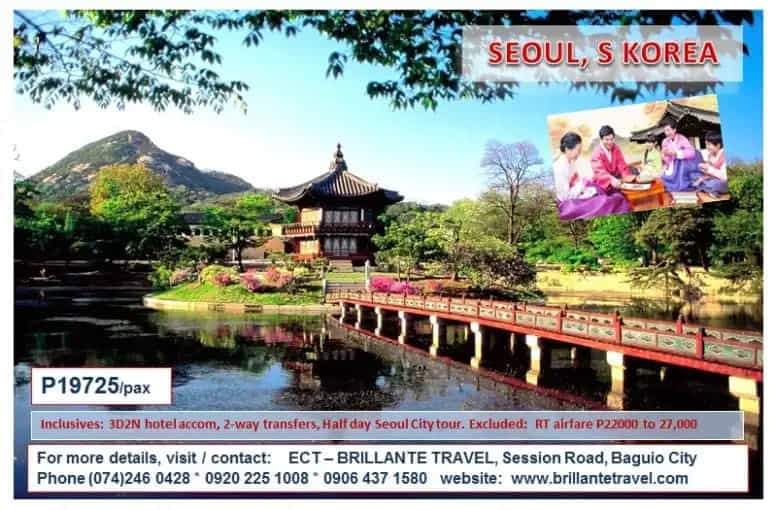 SEOUL, S KOREA
P19725/pax
Inclusives: 3D2N hotel accom, 2-way transfers, Half day Seoul City tour. Excluded: RT airfare P22000 to 27,000
For more details, visit / contact: ECT – BRILLANTE TRAVEL, Session Road, Baguio City
Phone (074)246 0428 * 0920 225 1008 * 0906 437 1580 website: www.brillantetravel.com